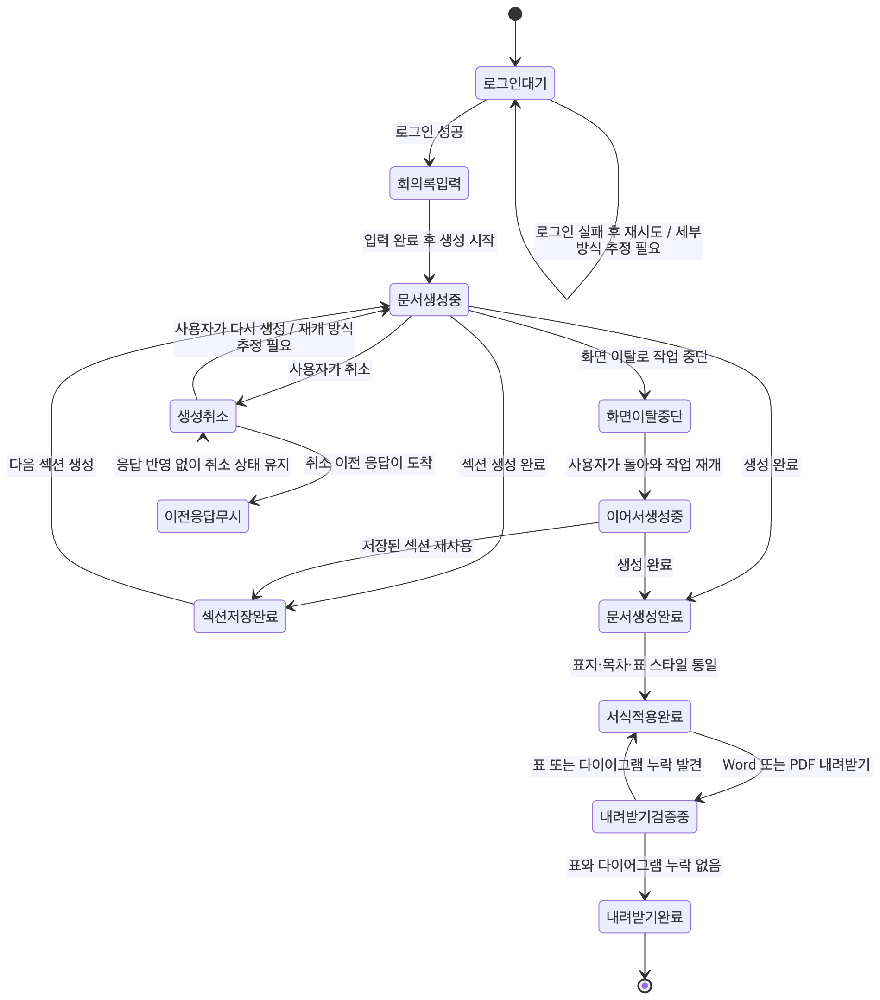 로그인대기
로그인 성공
회의록입력
로그인 실패 후 재시도 / 세부
방식 추정 필요
입력 완료 후 생성 시작
문서생성중
사용자가 다시 생성 / 재개 방식
추정 필요
사용자가 취소
화면 이탈로 작업 중단
생성취소
화면이탈중단
다음 섹션 생성
응답 반영 없이 취소 상태 유지
취소 이전 응답이 도착
섹션 생성 완료
사용자가 돌아와 작업 재개
생성 완료
이전응답무시
이어서생성중
저장된 섹션 재사용
생성 완료
섹션저장완료
문서생성완료
표지·목차·표 스타일 통일
서식적용완료
표 또는 다이어그램 누락 발견
Word 또는 PDF 내려받기
내려받기검증중
표와 다이어그램 누락 없음
내려받기완료